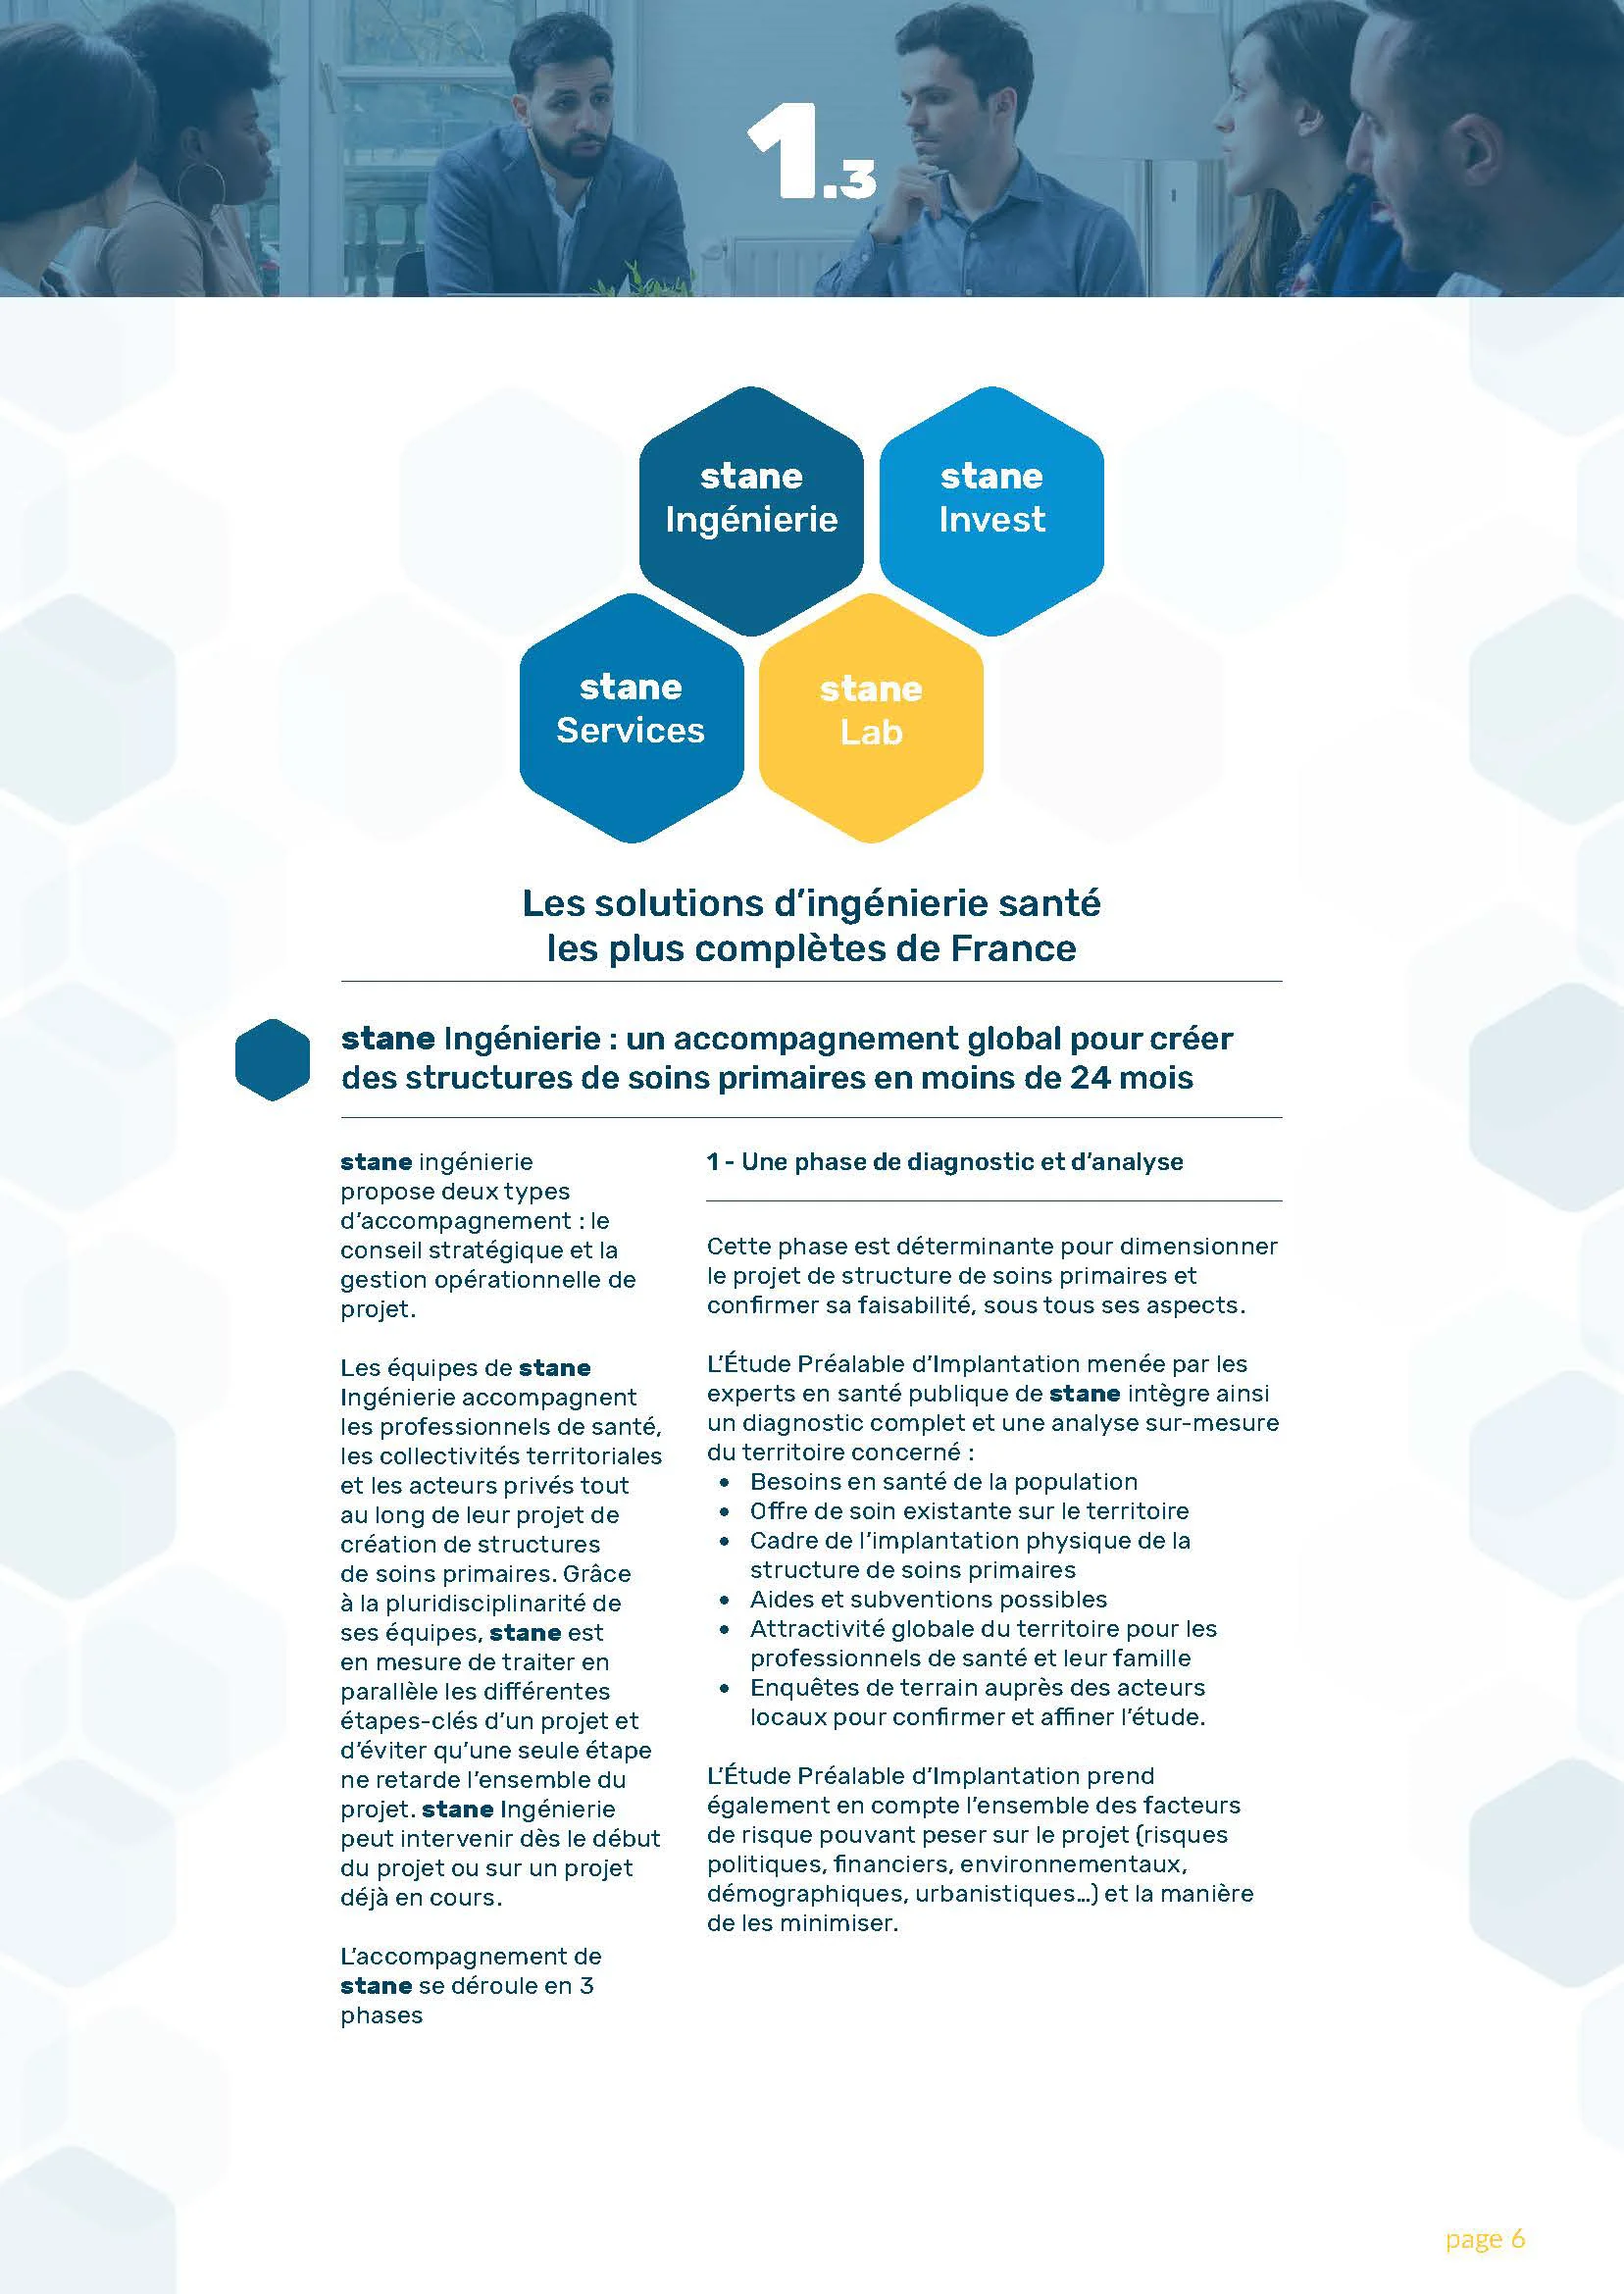 1.3
stane
Ingénierie
stane
Invest
stane
Services
stane
Lab
Les solutions d’ingénierie santé
les plus complètes de France
stane Ingénierie : un accompagnement global pour créer
des structures de soins primaires en moins de 24 mois
stane ingénierie
propose deux types
d’accompagnement : le
conseil stratégique et la
gestion opérationnelle de
projet.
Les équipes de stane
Ingénierie accompagnent
les professionnels de santé,
les collectivités territoriales
et les acteurs privés tout
au long de leur projet de
création de structures
de soins primaires. Grâce
à la pluridisciplinarité de
ses équipes, stane est
en mesure de traiter en
parallèle les différentes
étapes-clés d’un projet et
d’éviter qu’une seule étape
ne retarde l’ensemble du
projet. stane Ingénierie
peut intervenir dès le début
du projet ou sur un projet
déjà en cours.
L’accompagnement de
stane se déroule en 3
phases
1 - Une phase de diagnostic et d’analyse
Cette phase est déterminante pour dimensionner
le projet de structure de soins primaires et
confirmer sa faisabilité, sous tous ses aspects.
L’Étude Préalable d’Implantation menée par les
experts en santé publique de stane intègre ainsi
un diagnostic complet et une analyse sur-mesure
du territoire concerné :
• Besoins en santé de la population
• Offre de soin existante sur le territoire
• Cadre de l’implantation physique de la
structure de soins primaires
• Aides et subventions possibles
• Attractivité globale du territoire pour les
professionnels de santé et leur famille
• Enquêtes de terrain auprès des acteurs
locaux pour confirmer et affiner l’étude.
L’Étude Préalable d’Implantation prend
également en compte l’ensemble des facteurs
de risque pouvant peser sur le projet (risques
politiques, financiers, environnementaux,
démographiques, urbanistiques…) et la manière
de les minimiser.
page 6